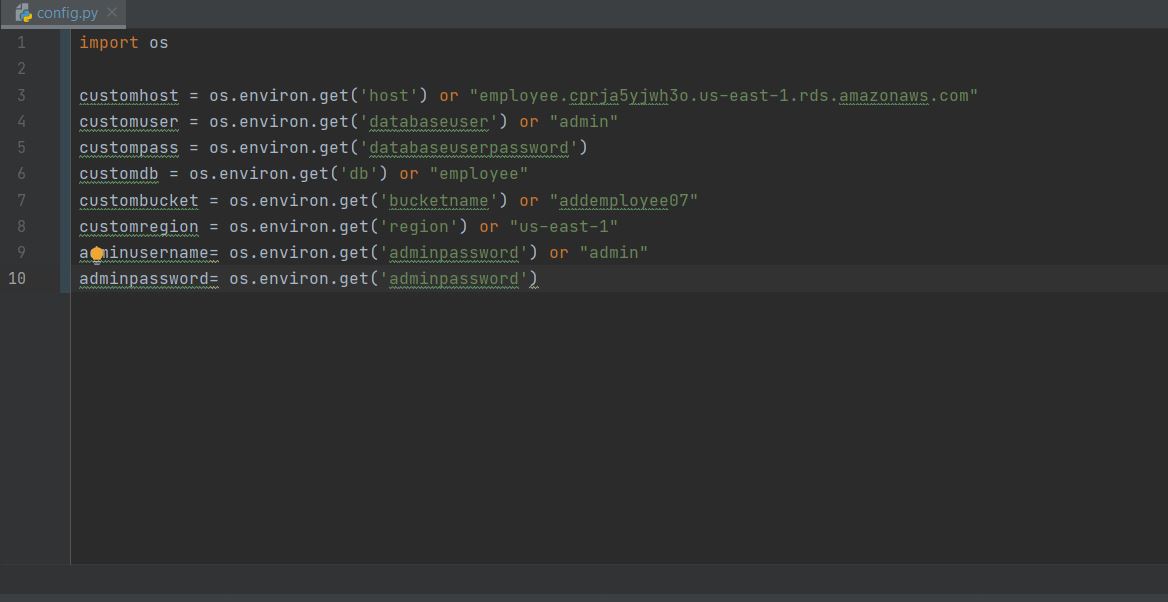 config.py
1 import os
2
3 customhost = os.environ.get('host') or "employee.cprja5yjwh3o.us-east-1.rds.amazonaws.com"
4 customuser = os.environ.get('databaseuser') or "admin"
5 custompass = os.environ.get('databaseuserpassword')
6 customdb = os.environ.get('db') or "employee"
7 custombucket = os.environ.get('bucketname') or "addemployee07"
8 customregion = os.environ.get('region') or "us-east-1"
9 adminusername= os.environ.get('adminpassword') or "admin"
10 adminpassword= os.environ.get('adminpassword')